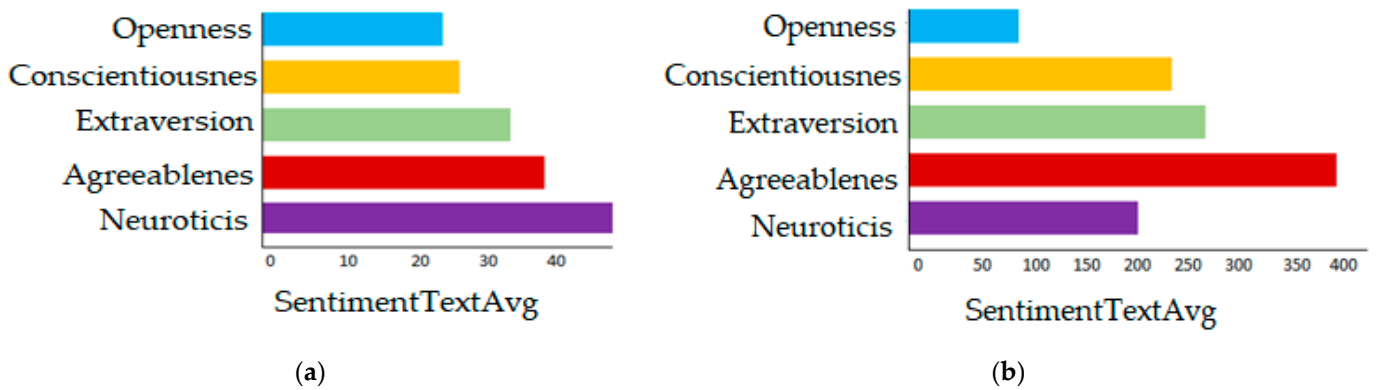 Openness
Conscientiousnes
Extraversion
Agreeablenes
Neuroticis
0 10 20 30 40
SentimentTextAvg
(a)
Openness
Conscientiousnes
Extraversion
Agreeablenes
Neuroticis
0 50 100 150 200 250 300 350 400
SentimentTextAvg
(b)